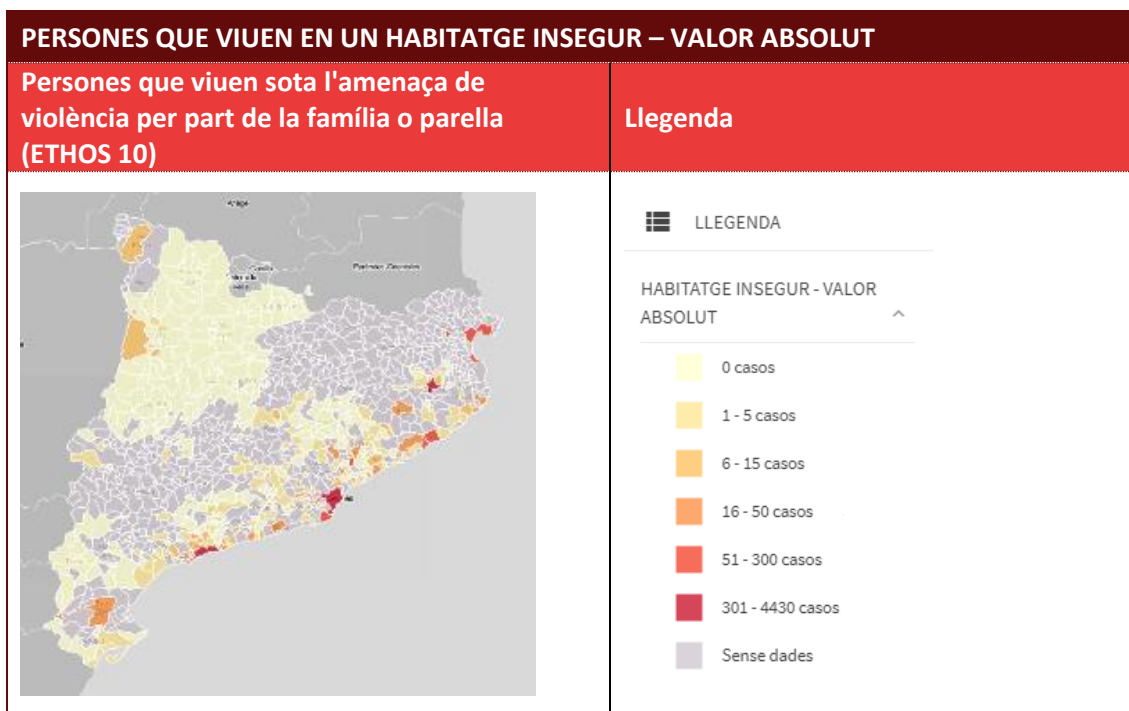 PERSONES QUE VIUEN EN UN HABITATGE INSEGUR – VALOR ABSOLUT
Persones que viuen sota l'amenaça de
violència per part de la família o parella
(ETHOS 10)
Llegenda
LLEGENDA
HABITATGE INSEGUR - VALOR
ABSOLUT
0 casos
1 - 5 casos
6 - 15 casos
16 - 50 casos
51 - 300 casos
301 - 4430 casos
Sense dades